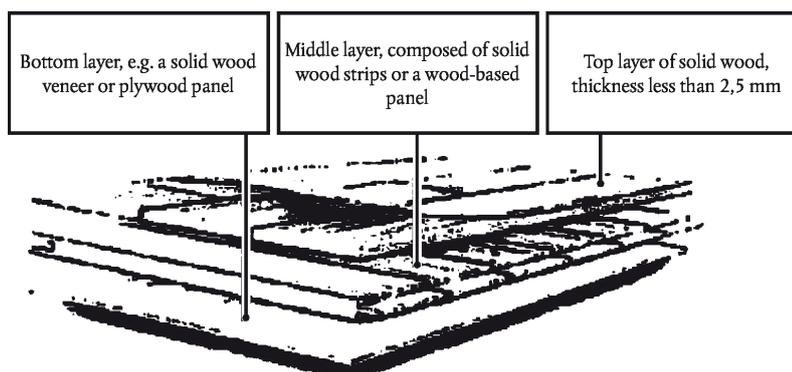 Bottom layer, e.g. a solid wood
veneer or plywood panel
Middle layer, composed of solid
wood strips or a wood-based
panel
Top layer of solid wood,
thickness less than 2,5 mm